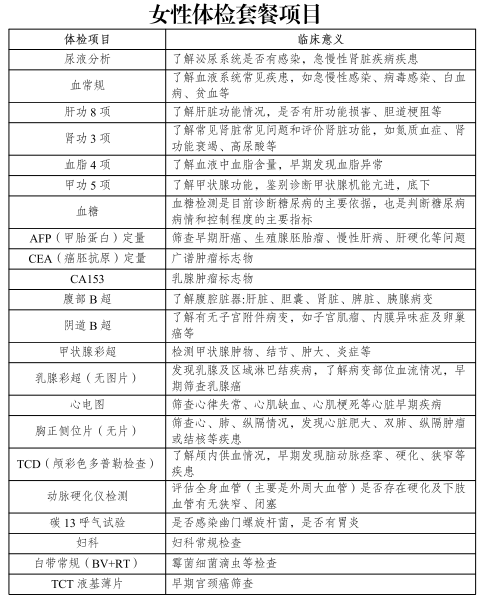 女性体检套餐项目
体检项目 临床意义
尿液分析 了解泌尿系统是否有感染，急慢性肾脏疾病疾患
血常规 了解血液系统常见疾患，如急慢性感染、病毒感染、白血
病、贫血等
肝功 8 项 了解肝脏功能情况，是否有肝功能损害、胆道梗阻等
肾功 3 项 了解常见肾脏常见问题和评价肾脏功能，如氮质血症、肾
功能衰竭、高尿酸等
血脂 4 项 了解血液中血脂含量，早期发现血脂异常
甲功 5 项 了解甲状腺功能，鉴别诊断甲状腺机能亢进，底下
血糖 血糖检测是目前诊断糖尿病的主要依据，也是判断糖尿病
病情和控制程度的主要指标
AFP（甲胎蛋白）定量 筛查早期肝癌、生殖腺胚胎瘤、慢性肝病、肝硬化等问题
CEA（癌胚抗原）定量 广谱肿瘤标志物
CA153 乳腺肿瘤标志物
腹部 B 超 了解腹腔脏器:肝脏、胆囊、肾脏、脾脏、胰腺病变
阴道 B 超 了解有无子宫附件病变，如子宫肌瘤、内膜异味症及卵巢
癌等
甲状腺彩超 检测甲状腺肿物、结节、肿大、炎症等
乳腺彩超（无图片） 发现乳腺及区域淋巴结疾病，了解病变部位血流情况，早
期筛查乳腺癌
心电图 筛查心律失常、心肌缺血、心肌梗死等心脏早期疾病
胸正侧位片（无片） 筛查心、肺、纵隔情况，发现心脏肥大、双肺、纵隔肿瘤
或结核等疾患
TCD（颅彩色多普勒检查） 了解颅内供血情况，早期发现脑动脉痉挛、硬化、狭窄等
疾患
动脉硬化仪检测 评估全身血管（主要是外周大血管）是否存在硬化及下肢
血管有无狭窄、闭塞
碳 13 呼气试验 是否感染幽门螺旋杆菌，是否有胃炎
妇科 妇科常规检查
白带常规（BV+RT） 霉菌细菌滴虫等检查
TCT 液基薄片 早期宫颈癌筛查